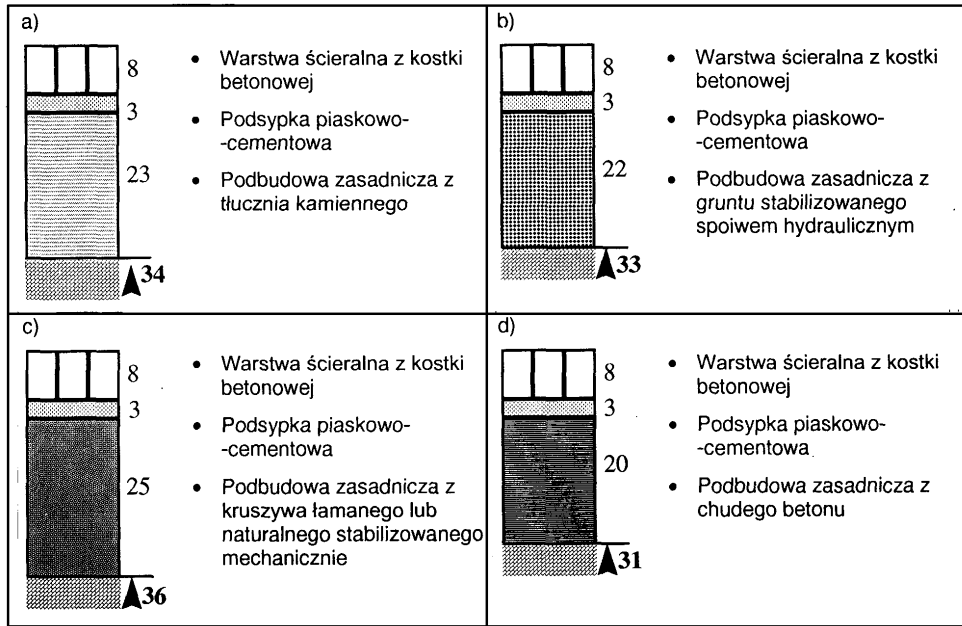 a)
8
3
23
34
• Warstwa ścieralna z kostki
betonowej
• Podsypka piaskowo-
-cementowa
• Podbudowa zasadnicza z
tłucznia kamiennego
b)
8
3
22
33
• Warstwa ścieralna z kostki
betonowej
• Podsypka piaskowo-
-cementowa
• Podbudowa zasadnicza z
gruntu stabilizowanego
spoiwem hydraulicznym
c)
8
3
25
36
• Warstwa ścieralna z kostki
betonowej
• Podsypka piaskowo-
-cementowa
• Podbudowa zasadnicza z
kruszywa łamanego lub
naturalnego stabilizowanego
mechanicznie
d)
8
3
20
31
• Warstwa ścieralna z kostki
betonowej
• Podsypka piaskowo-
-cementowa
• Podbudowa zasadnicza z
chudego betonu